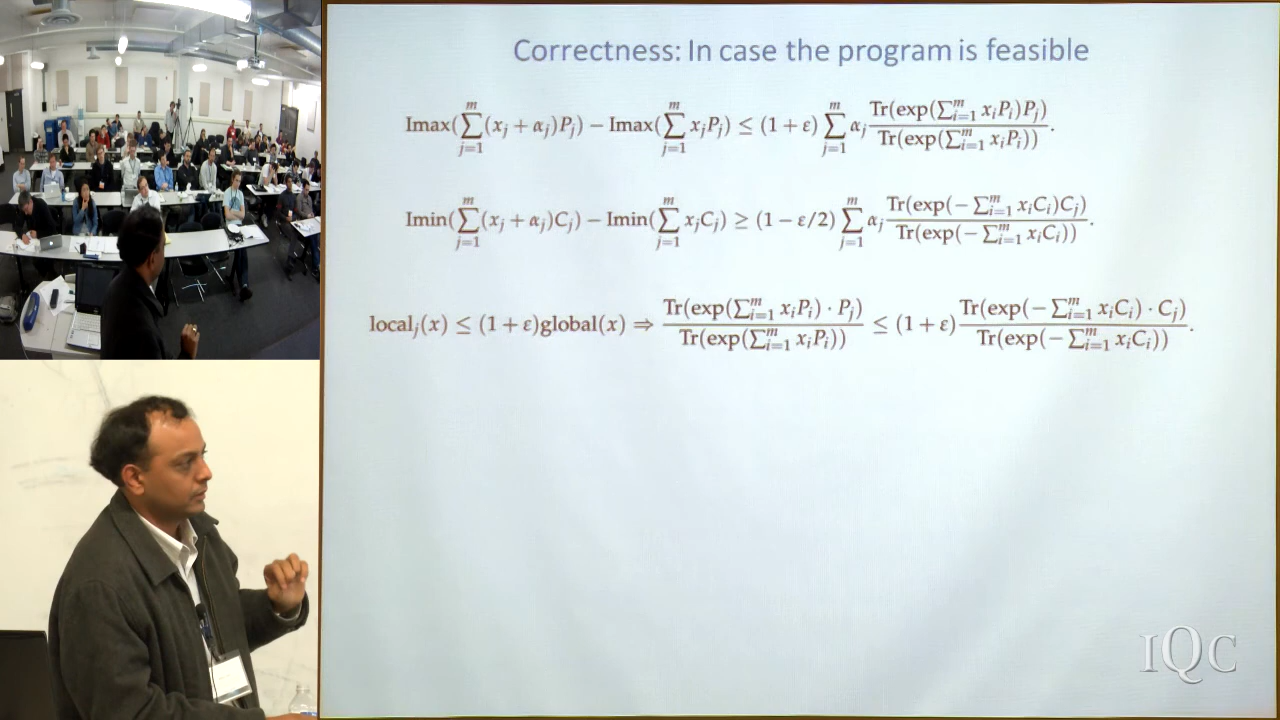 Correctness: In case the program is feasible
Imax(∑_{j=1}^{m}(x_j + α_j)P_j) − Imax(∑_{j=1}^{m} x_jP_j) ≤ (1 + ε) ∑_{j=1}^{m} α_j Tr(exp(∑_{i=1}^{m} x_iP_i)P_j) / Tr(exp(∑_{i=1}^{m} x_iP_i)).
Imin(∑_{j=1}^{m}(x_j + α_j)C_j) − Imin(∑_{j=1}^{m} x_jC_j) ≥ (1 − ε/2) ∑_{j=1}^{m} α_j Tr(exp(−∑_{i=1}^{m} x_iC_i)C_j) / Tr(exp(−∑_{i=1}^{m} x_iC_i)).
local_j(x) ≤ (1 + ε)global(x) ⇒ Tr(exp(∑_{i=1}^{m} x_iP_i) · P_j) / Tr(exp(∑_{i=1}^{m} x_iP_i)) ≤ (1 + ε) Tr(exp(−∑_{i=1}^{m} x_iC_i) · C_j) / Tr(exp(−∑_{i=1}^{m} x_iC_i)).
IQC